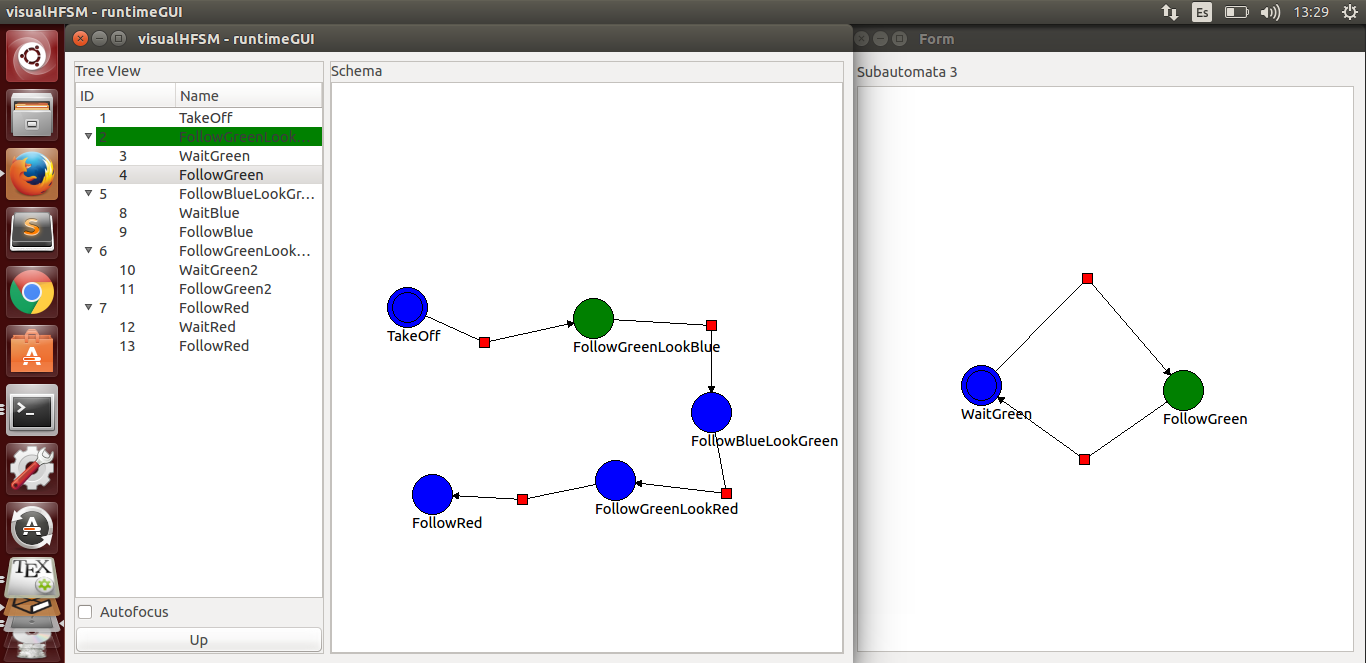 visualHFSM - runtimeGUI
Es
13:29
visualHFSM - runtimeGUI
Form
Tree VIew
Schema
Subautomata 3
ID Name
1 TakeOff
2 FollowGreenLook...
3 WaitGreen
4 FollowGreen
5 FollowBlueLookGr...
8 WaitBlue
9 FollowBlue
6 FollowGreenLook...
10 WaitGreen2
11 FollowGreen2
7 FollowRed
12 WaitRed
13 FollowRed
TakeOff
FollowGreenLookBlue
FollowBlueLookGreen
FollowGreenLookRed
FollowRed
WaitGreen
FollowGreen
Autofocus
Up
TEX